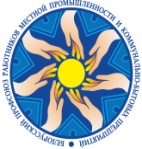 БЕЛОРУССКИЙ ПРОФСОЮЗ РАБОТНИКОВ МЕСТНОЙ ПРОМЫШЛЕННОСТИ И КОММУНАЛЬНО-БЫТОВЫХ ПРЕДПРИЯТИЙ